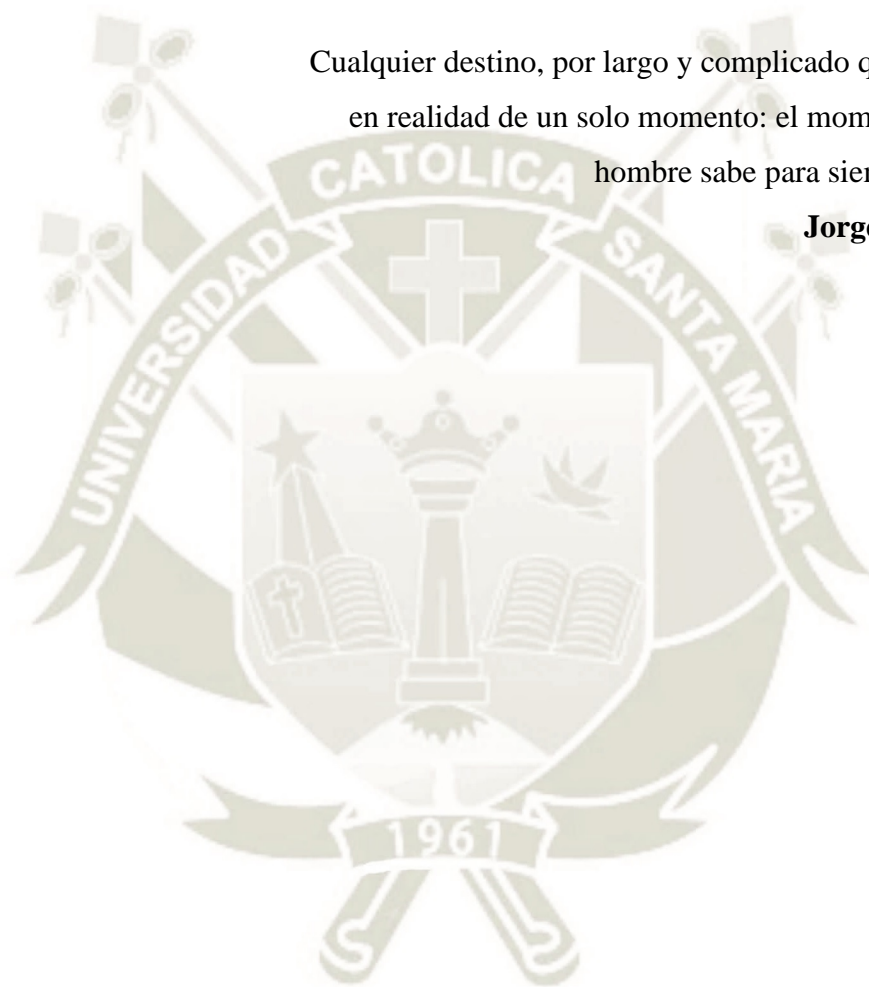 Cualquier destino, por largo y complicado q
en realidad de un solo momento: el mom
hombre sabe para sie
Jorge
UNIVERSIDAD CATOLICA SANTA MARIA
1961